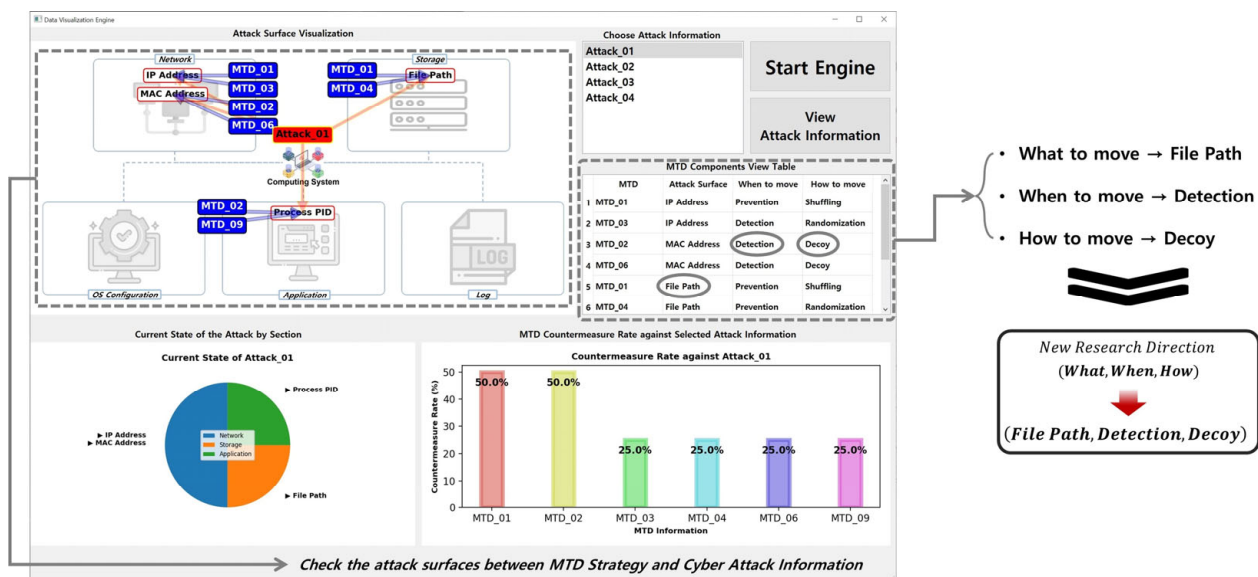 Data Visualization Engine
Attack Surface Visualization
Network
IP Address
MAC Address
MTD_01
MTD_03
MTD_02
MTD_06
Storage
MTD_01
MTD_04
File Path
Attack_01
Computing System
MTD_02
MTD_09
Process PID
LOG
OS Configuration
Application
Log
Choose Attack Information
Attack_01
Attack_02
Attack_03
Attack_04
Start Engine
View
Attack Information
MTD Components View Table
MTD Attack Surface When to move How to move
1 MTD_01 IP Address Prevention Shuffling
2 MTD_03 IP Address Detection Randomization
3 MTD_02 MAC Address Detection Decoy
4 MTD_06 MAC Address Detection Decoy
5 MTD_01 File Path Prevention Shuffling
6 MTD_04 File Path Prevention Randomization
Current State of the Attack by Section
Current State of Attack_01
Process PID
IP Address
MAC Address
Network
Storage
Application
File Path
MTD Countermeasure Rate against Selected Attack Information
Countermeasure Rate against Attack_01
Countermeasure Rate (%)
50
40
30
20
10
0
50.0%
50.0%
25.0%
25.0%
25.0%
25.0%
MTD_01 MTD_02 MTD_03 MTD_04 MTD_06 MTD_09
MTD Information
Check the attack surfaces between MTD Strategy and Cyber Attack Information
• What to move → File Path
• When to move → Detection
• How to move → Decoy
New Research Direction
(What, When, How)
(File Path, Detection, Decoy)